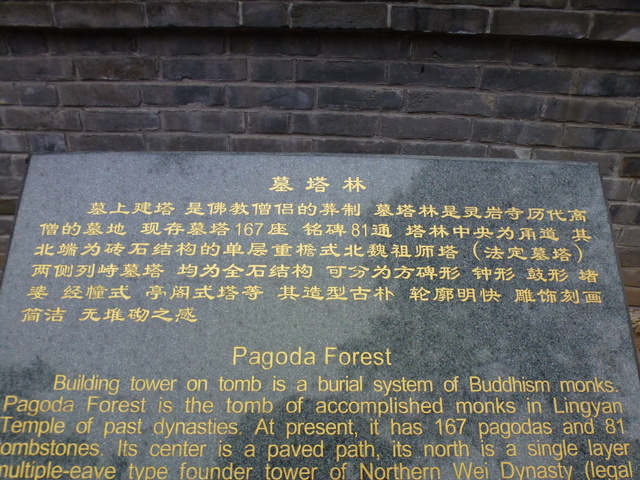 墓塔林
墓上建塔 是佛教僧侣的葬制 墓塔林是灵岩寺历代高
僧的墓地 现存墓塔167座 铭碑81通 塔林中央为甬道 其
北端为砖石结构的单层重檐式北魏祖师塔（法定墓塔）
两侧列峙墓塔 均为全石结构 可分为方碑形 钟形 鼓形 堵
婆 经幢式 亭阁式塔等 其造型古朴 轮廓明快 雕饰刻画
简洁 无堆砌之感
Pagoda Forest
Building tower on tomb is a burial system of Buddhism monks.
Pagoda Forest is the tomb of accomplished monks in Lingyan
Temple of past dynasties. At present, it has 167 pagodas and 81
tombstones. Its center is a paved path, its north is a single layer
multiple-eave type founder tower of Northern Wei Dynasty (legal